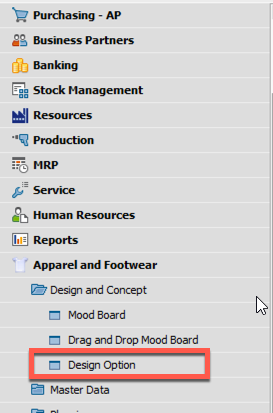 Purchasing - AP
Business Partners
Banking
Stock Management
Resources
Production
MRP
Service
Human Resources
Reports
Apparel and Footwear
Design and Concept
Mood Board
Drag and Drop Mood Board
Design Option
Master Data